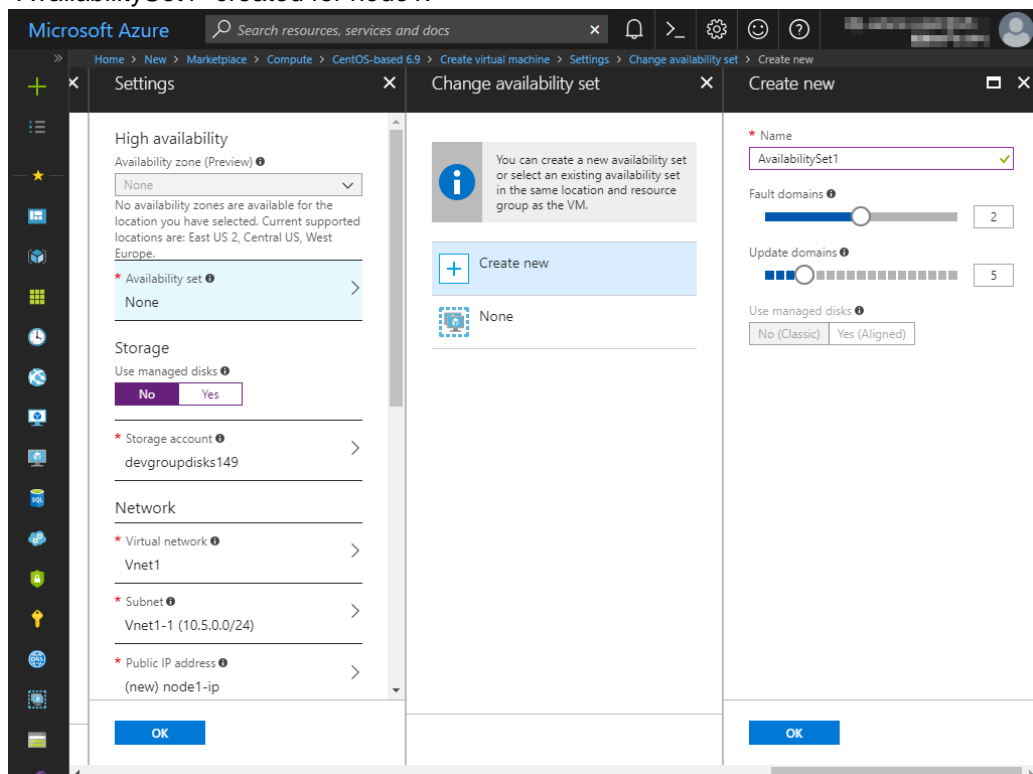 Microsoft Azure
Search resources, services and docs
Home > New > Marketplace > Compute > CentOS-based 6.9 > Create virtual machine > Settings > Change availability set > Create new
Settings
High availability
Availability zone (Preview)
None
No availability zones are available for the
location you have selected. Current supported
locations are: East US 2, Central US, West
Europe.
* Availability set
None
Storage
Use managed disks
No Yes
* Storage account
devgroupdisks149
Network
* Virtual network
Vnet1
* Subnet
Vnet1-1 (10.5.0.0/24)
* Public IP address
(new) node1-ip
OK
Change availability set
You can create a new availability set
or select an existing availability set
in the same location and resource
group as the VM.
Create new
None
Create new
* Name
AvailabilitySet1
Fault domains
2
Update domains
5
Use managed disks
No (Classic) Yes (Aligned)
OK
SQL
DNS